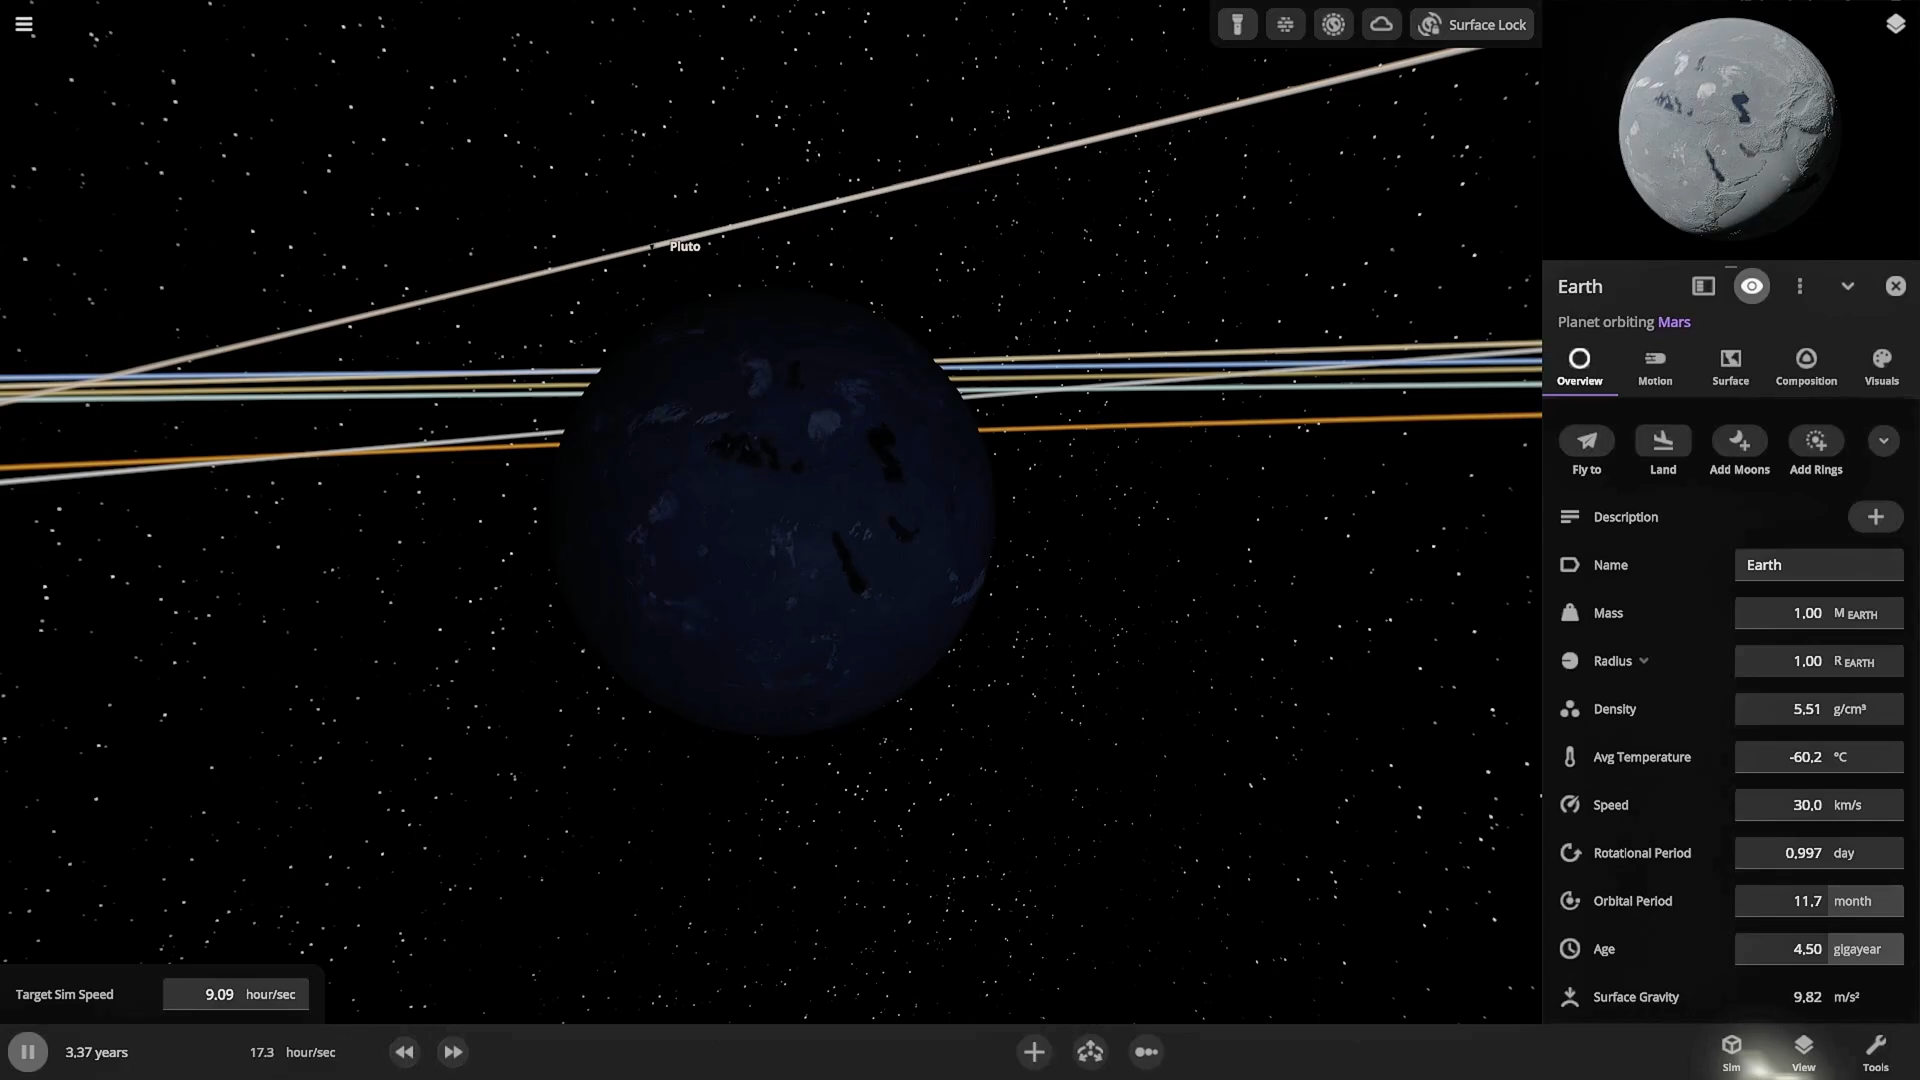 Surface Lock
Pluto
Earth
Planet orbiting Mars
Overview
Motion
Surface
Composition
Visuals
Fly to
Land
Add Moons
Add Rings
Description
Name
Earth
Mass
1,00 M EARTH
Radius
1,00 R EARTH
Density
5,51 g/cm³
Avg Temperature
-60,2 °C
Speed
30,0 km/s
Rotational Period
0,997 day
Orbital Period
11,7 month
Age
4,50 gigayear
Surface Gravity
9,82 m/s²
Target Sim Speed
9.09 hour/sec
3,37 years
17.3 hour/sec
Sim
View
Tools